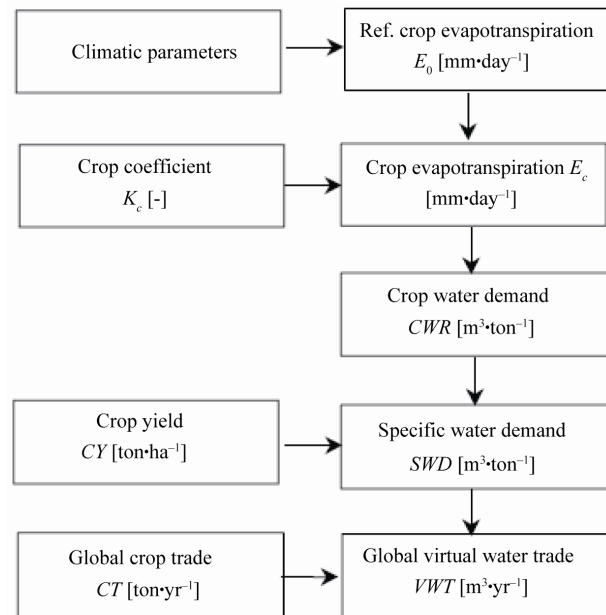 Climatic parameters
Ref. crop evapotranspiration
E₀ [mm•day⁻¹]
Crop coefficient
K_c [-]
Crop evapotranspiration E_c
[mm•day⁻¹]
Crop water demand
CWR [m³•ton⁻¹]
Crop yield
CY [ton•ha⁻¹]
Specific water demand
SWD [m³•ton⁻¹]
Global crop trade
CT [ton•yr⁻¹]
Global virtual water trade
VWT [m³•yr⁻¹]